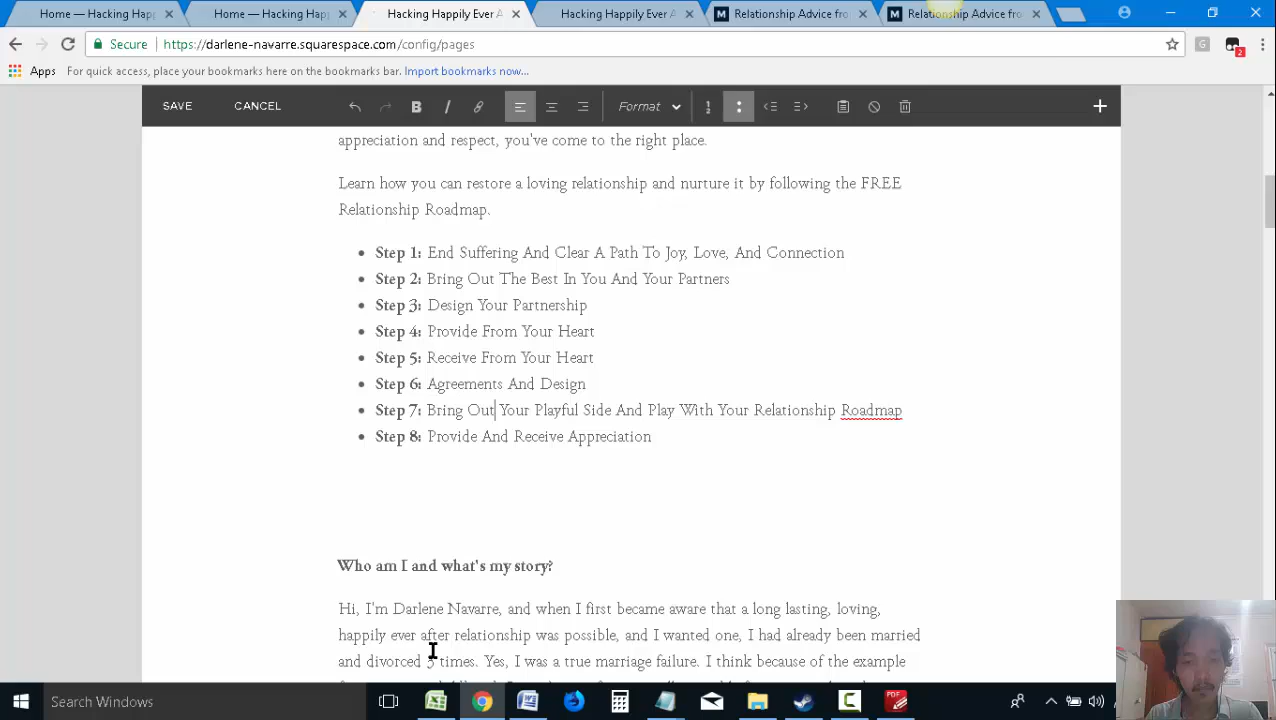 Home — Hacking Happ
Home — Hacking Happ
Hacking Happily Ever A
Hacking Happily Ever A
Relationship Advice from
Relationship Advice fro
Secure
https://darlene-navarre.squarespace.com/config/pages
G
2
Apps
For quick access, place your bookmarks here on the bookmarks bar. Import bookmarks now...
SAVE
CANCEL
B
I
Format
appreciation and respect, you've come to the right place.
Learn how you can restore a loving relationship and nurture it by following the FREE
Relationship Roadmap.
• Step 1: End Suffering And Clear A Path To Joy, Love, And Connection
• Step 2: Bring Out The Best In You And Your Partners
• Step 3: Design Your Partnership
• Step 4: Provide From Your Heart
• Step 5: Receive From Your Heart
• Step 6: Agreements And Design
• Step 7: Bring Out Your Playful Side And Play With Your Relationship Roadmap
• Step 8: Provide And Receive Appreciation
Who am I and what's my story?
Hi, I'm Darlene Navarre, and when I first became aware that a long lasting, loving,
happily ever after relationship was possible, and I wanted one, I had already been married
and divorced 3 times. Yes, I was a true marriage failure. I think because of the example
Search Windows